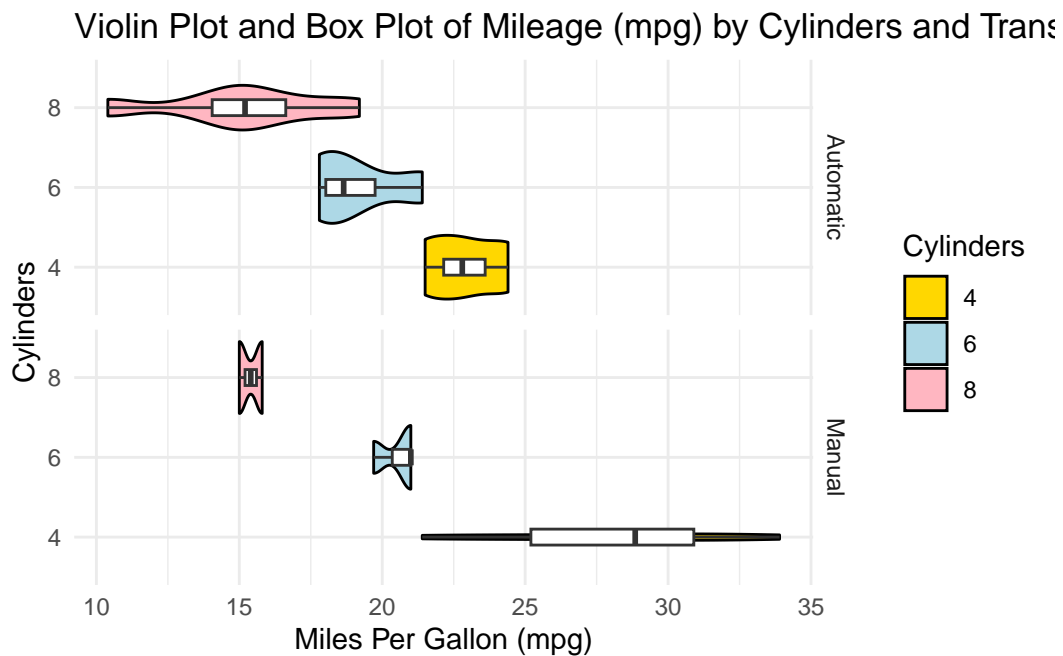 Violin Plot and Box Plot of Mileage (mpg) by Cylinders and Trans
Cylinders
8
6
4
Automatic
8
6
4
Manual
10 15 20 25 30 35
Miles Per Gallon (mpg)
Cylinders
4
6
8